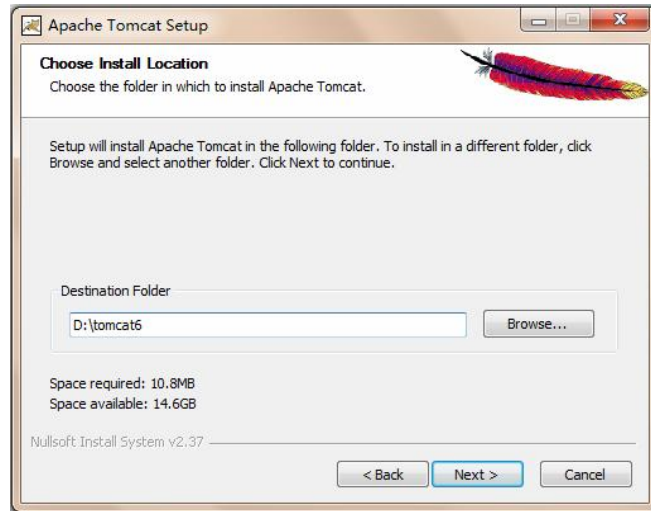 Apache Tomcat Setup
Choose Install Location
Choose the folder in which to install Apache Tomcat.
Setup will install Apache Tomcat in the following folder. To install in a different folder, click
Browse and select another folder. Click Next to continue.
Destination Folder
D:\tomcat6
Browse...
Space required: 10.8MB
Space available: 14.6GB
Nullsoft Install System v2.37
< Back
Next >
Cancel